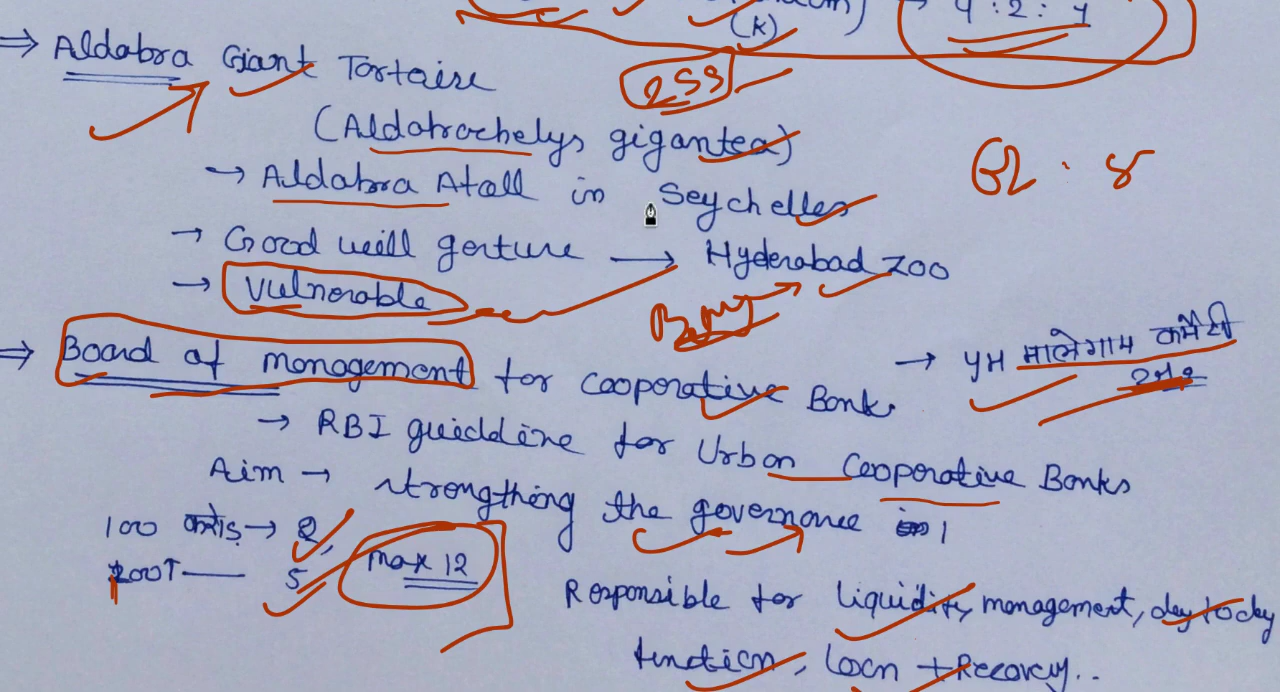 (K) → 4 : 2 : 1
⇒ Aldabra Giant Tortoise
255
(Aldabrachelys gigantea)
→ Aldabra Atoll in Seychelles
→ Good will gesture → Hyderabad Zoo
→ Vulnerable
⇒ Board of management for Cooperative Bank
→ YH मालेगाम कमेटी
→ RBI guideline for Urban Cooperative Banks
Aim → strengthing the governance
100 करोड़ → 2,
100↑ — 5 max 12
Responsible for liquidity management, day to day
function, Loan + Recovery..